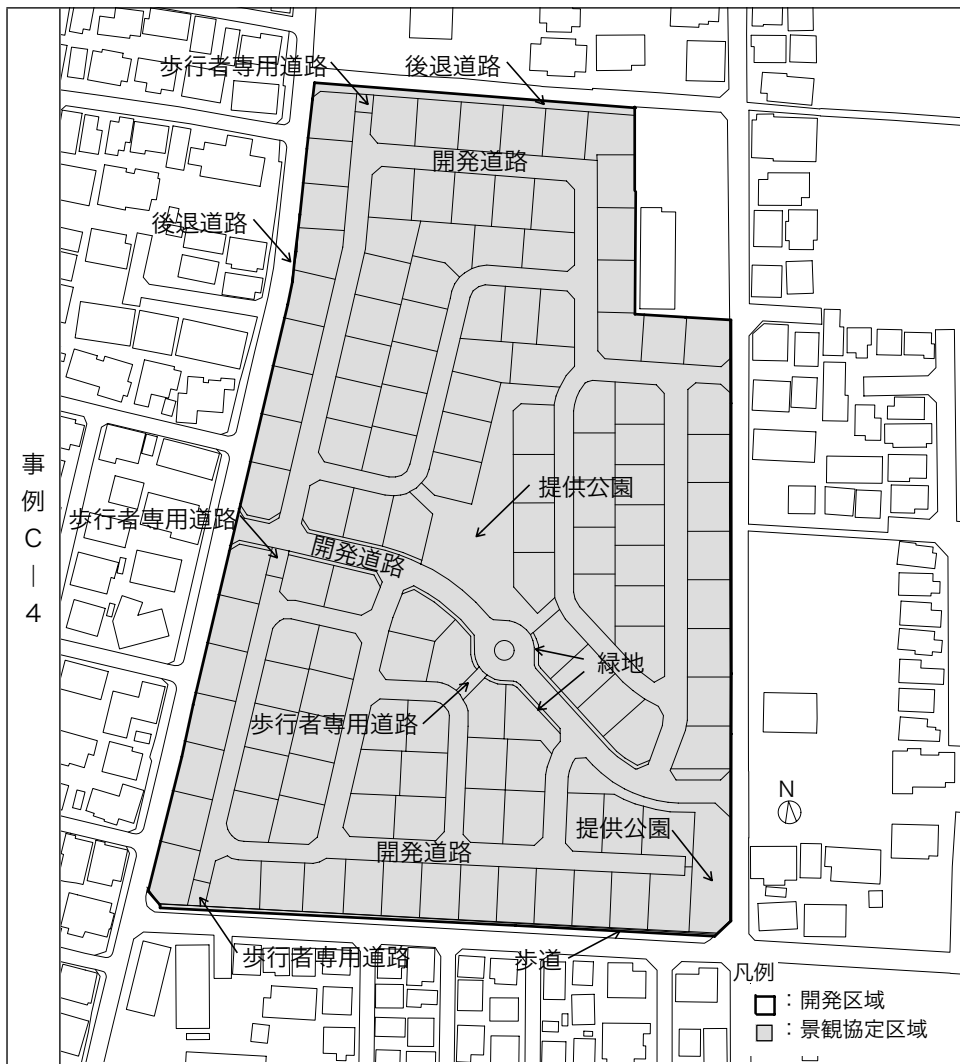 事例C―4
歩行者専用道路
後退道路
開発道路
後退道路
提供公園
歩行者専用道路
開発道路
緑地
歩行者専用道路
N
提供公園
開発道路
歩行者専用道路
歩道
凡例
：開発区域
：景観協定区域